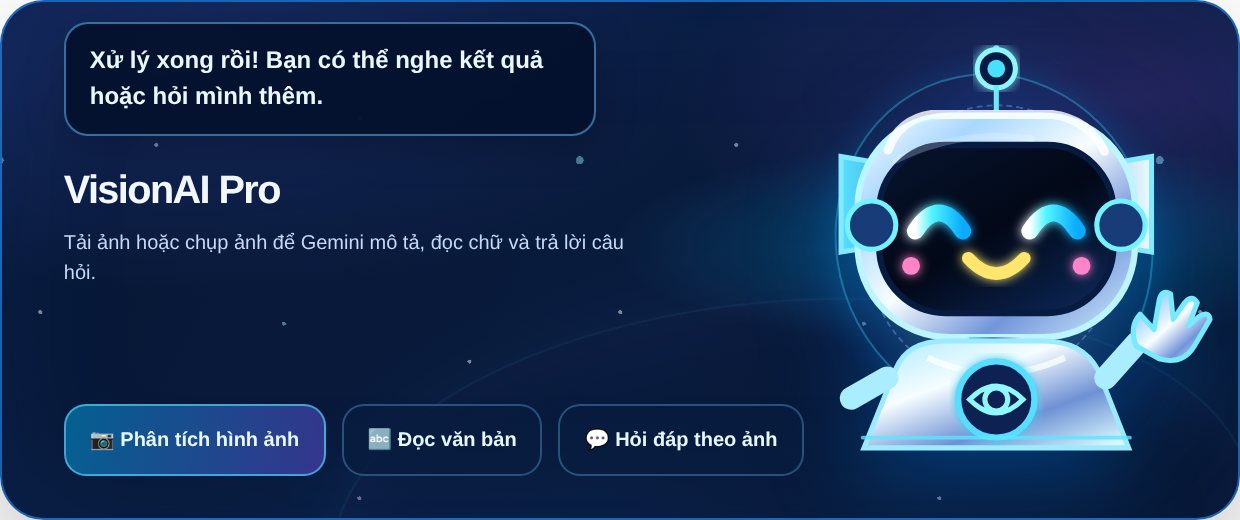 Xử lý xong rồi! Bạn có thể nghe kết quả
hoặc hỏi mình thêm.
VisionAI Pro
Tải ảnh hoặc chụp ảnh để Gemini mô tả, đọc chữ và trả lời câu
hỏi.
📷 Phân tích hình ảnh
🔤 Đọc văn bản
💬 Hỏi đáp theo ảnh